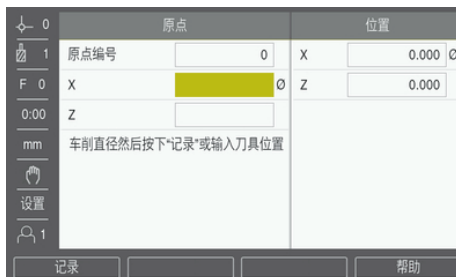 0 原点 位置
1 原点编号 0 X 0.000 Ø
F 0 X Ø Z 0.000
0:00 Z
mm 车削直径然后按下“记录”或输入刀具位置
设置
1
记录 帮助